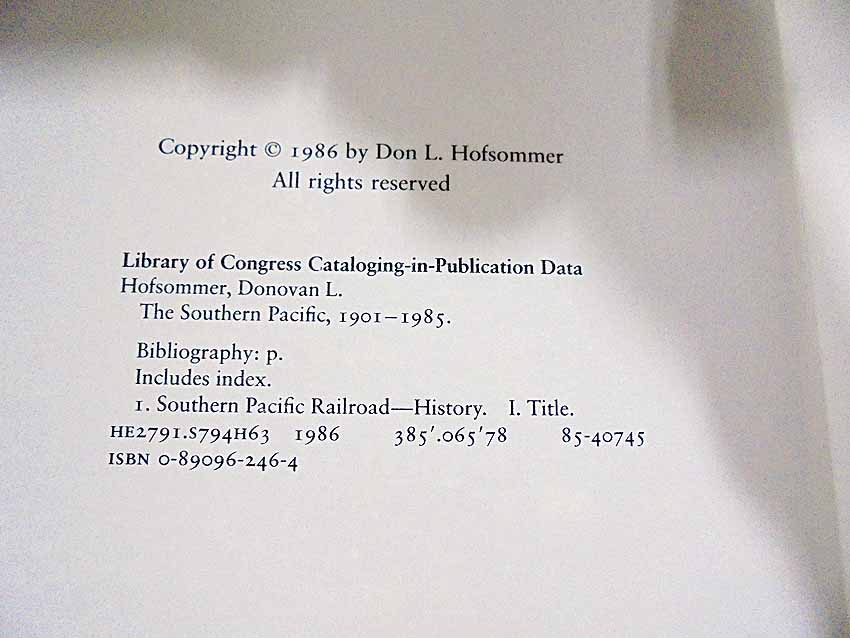 Copyright © 1986 by Don L. Hofsommer
All rights reserved
Library of Congress Cataloging-in-Publication Data
Hofsommer, Donovan L.
The Southern Pacific, 1901–1985.
Bibliography: p.
Includes index.
1. Southern Pacific Railroad—History. I. Title.
HE2791.S794H63 1986 385'.065'78 85-40745
ISBN 0-89096-246-4